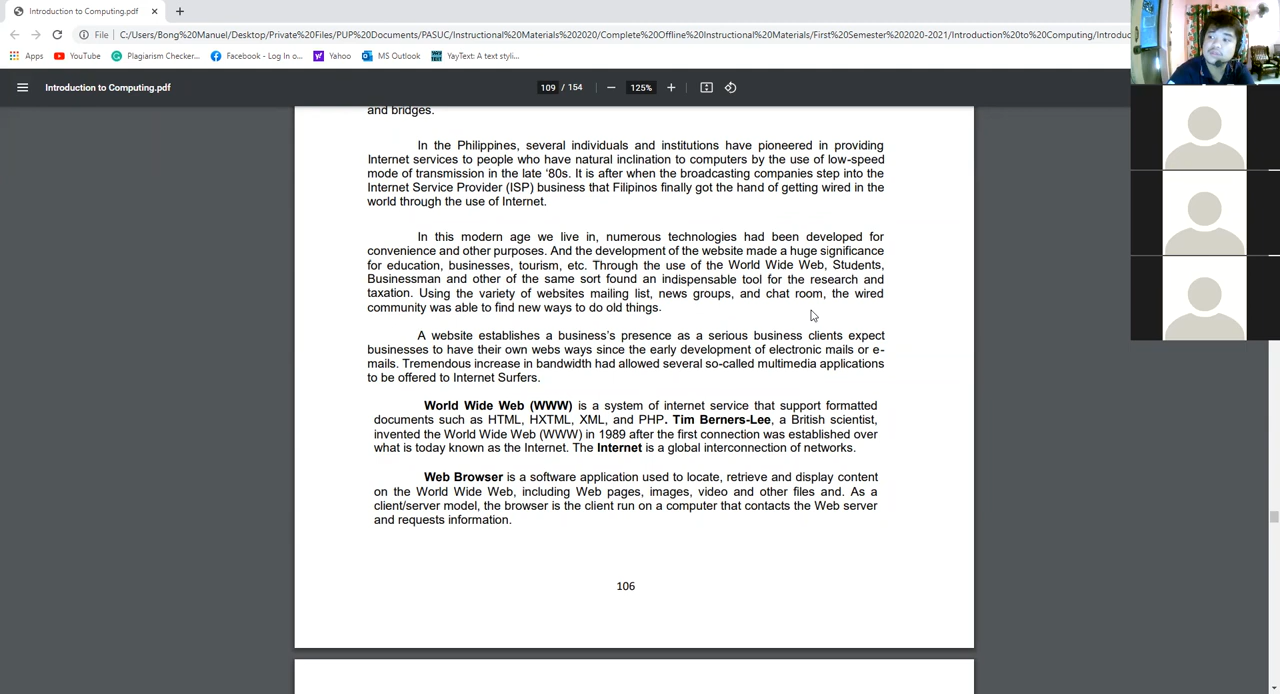 Introduction to Computing.pdf
File
C:/Users/Bong%20Manuel/Desktop/Private%20Files/PUP%20Documents/PASUC/Instructional%20Materials%202020/Complete%20Offline%20Instructional%20Materials/First%20Semester%202020-2021/Introduction%20to%20Computing/Introdu
Apps YouTube Plagiarism Checker... Facebook - Log In o... Yahoo MS Outlook YayText: A text styli...
Introduction to Computing.pdf 109 / 154 125%
and bridges.
In the Philippines, several individuals and institutions have pioneered in providing
Internet services to people who have natural inclination to computers by the use of low-speed
mode of transmission in the late ‘80s. It is after when the broadcasting companies step into the
Internet Service Provider (ISP) business that Filipinos finally got the hand of getting wired in the
world through the use of Internet.
In this modern age we live in, numerous technologies had been developed for
convenience and other purposes. And the development of the website made a huge significance
for education, businesses, tourism, etc. Through the use of the World Wide Web, Students,
Businessman and other of the same sort found an indispensable tool for the research and
taxation. Using the variety of websites mailing list, news groups, and chat room, the wired
community was able to find new ways to do old things.
A website establishes a business’s presence as a serious business clients expect
businesses to have their own webs ways since the early development of electronic mails or e-
mails. Tremendous increase in bandwidth had allowed several so-called multimedia applications
to be offered to Internet Surfers.
World Wide Web (WWW) is a system of internet service that support formatted
documents such as HTML, HXTML, XML, and PHP. Tim Berners-Lee, a British scientist,
invented the World Wide Web (WWW) in 1989 after the first connection was established over
what is today known as the Internet. The Internet is a global interconnection of networks.
Web Browser is a software application used to locate, retrieve and display content
on the World Wide Web, including Web pages, images, video and other files and. As a
client/server model, the browser is the client run on a computer that contacts the Web server
and requests information.
106